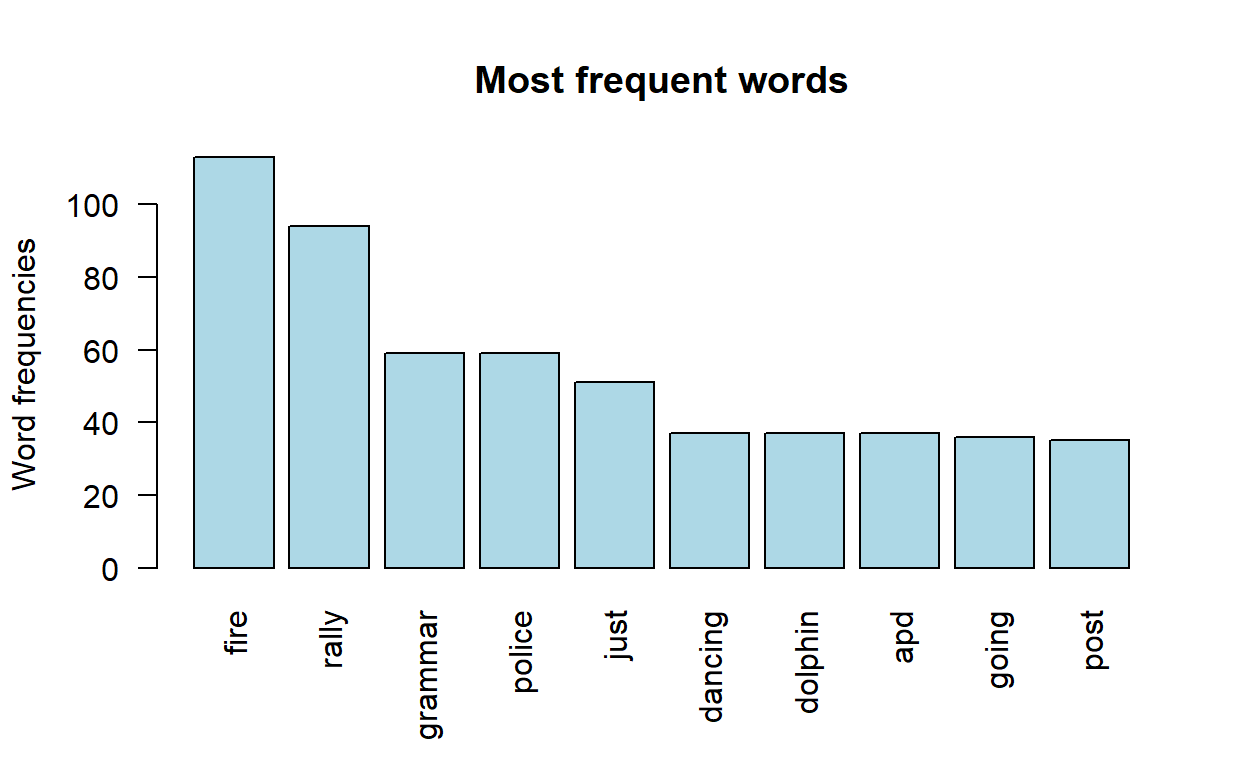 Most frequent words
Word frequencies
100
80
60
40
20
0
fire
rally
grammar
police
just
dancing
dolphin
apd
going
post